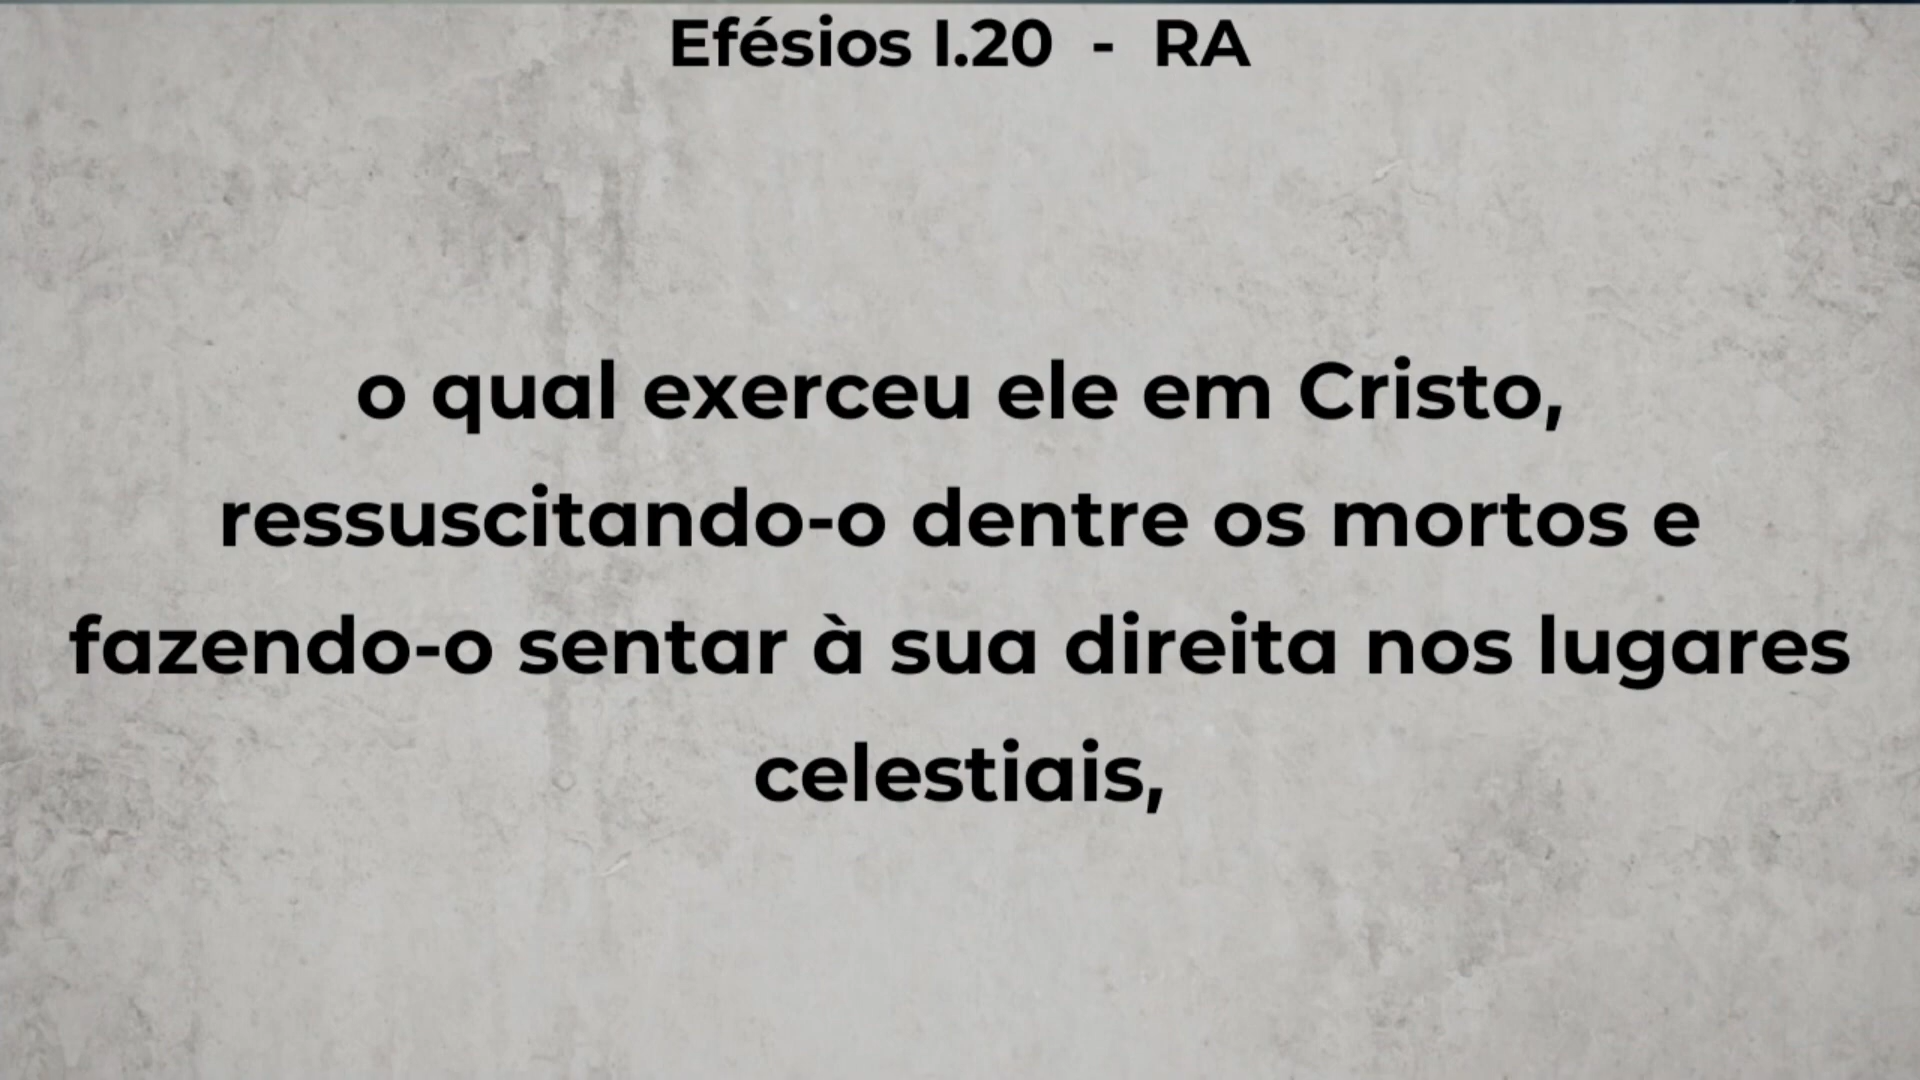 Efésios 1.20 - RA
o qual exerceu ele em Cristo,
ressuscitando-o dentre os mortos e
fazendo-o sentar à sua direita nos lugares
celestiais,